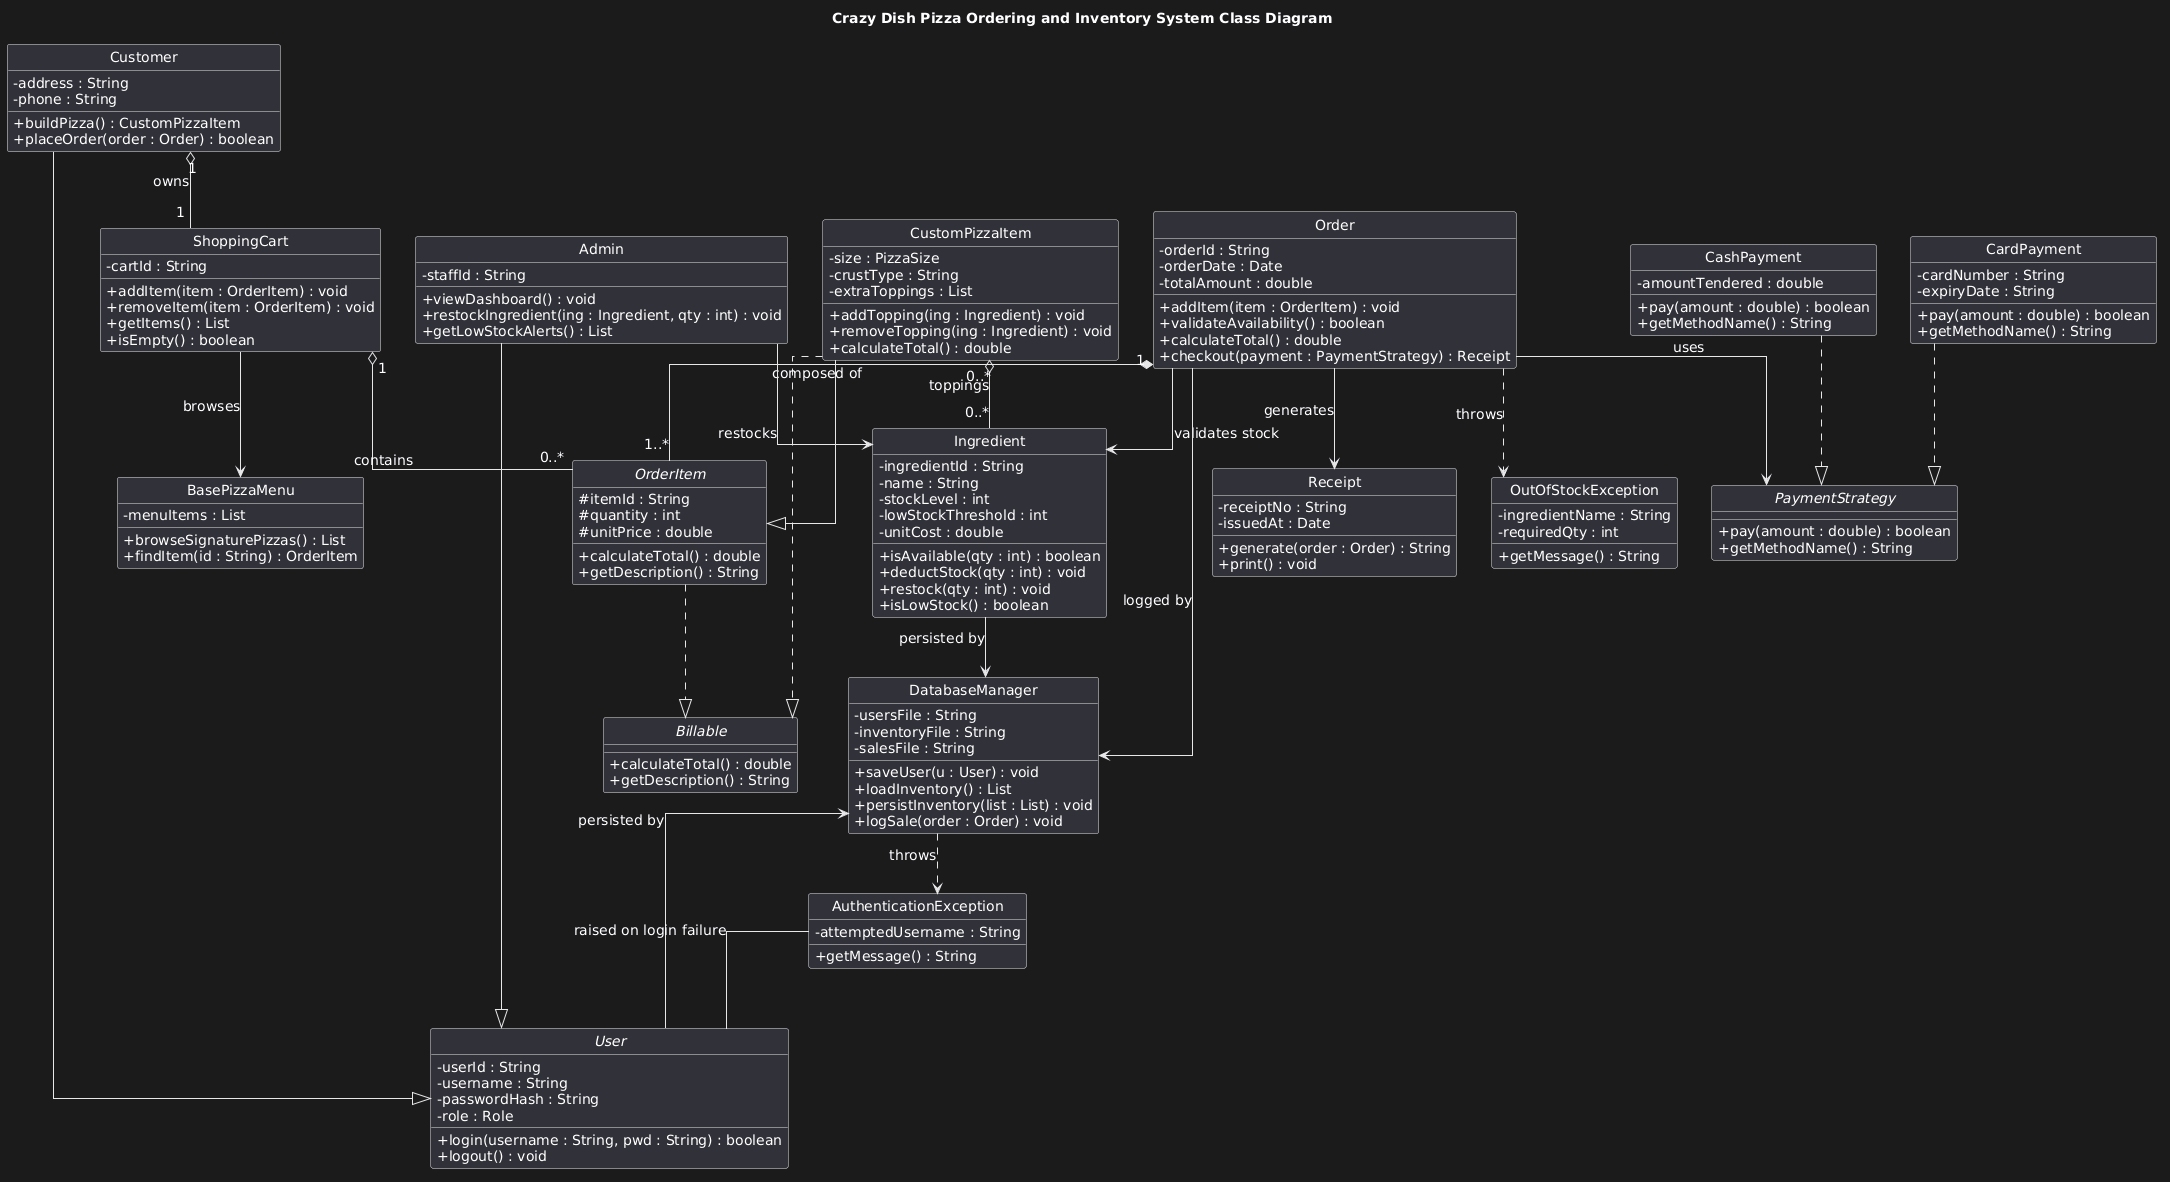 Crazy Dish Pizza Ordering and Inventory System Class Diagram
Customer
-address : String
-phone : String
+buildPizza() : CustomPizzaItem
+placeOrder(order : Order) : boolean
1
owns
1
ShoppingCart
-cartId : String
+addItem(item : OrderItem) : void
+removeItem(item : OrderItem) : void
+getItems() : List
+isEmpty() : boolean
Admin
-staffId : String
+viewDashboard() : void
+restockIngredient(ing : Ingredient, qty : int) : void
+getLowStockAlerts() : List
CustomPizzaItem
-size : PizzaSize
-crustType : String
-extraToppings : List
+addTopping(ing : Ingredient) : void
+removeTopping(ing : Ingredient) : void
+calculateTotal() : double
Order
-orderId : String
-orderDate : Date
-totalAmount : double
+addItem(item : OrderItem) : void
+validateAvailability() : boolean
+calculateTotal() : double
+checkout(payment : PaymentStrategy) : Receipt
CashPayment
-amountTendered : double
+pay(amount : double) : boolean
+getMethodName() : String
CardPayment
-cardNumber : String
-expiryDate : String
+pay(amount : double) : boolean
+getMethodName() : String
1
browses
contains
0..*
composed of
1
1..*
restocks
0..*
toppings
0..*
validates stock
generates
throws
uses
BasePizzaMenu
-menuItems : List
+browseSignaturePizzas() : List
+findItem(id : String) : OrderItem
OrderItem
#itemId : String
#quantity : int
#unitPrice : double
+calculateTotal() : double
+getDescription() : String
Ingredient
-ingredientId : String
-name : String
-stockLevel : int
-lowStockThreshold : int
-unitCost : double
+isAvailable(qty : int) : boolean
+deductStock(qty : int) : void
+restock(qty : int) : void
+isLowStock() : boolean
Receipt
-receiptNo : String
-issuedAt : Date
+generate(order : Order) : String
+print() : void
OutOfStockException
-ingredientName : String
-requiredQty : int
+getMessage() : String
PaymentStrategy
+pay(amount : double) : boolean
+getMethodName() : String
logged by
persisted by
Billable
+calculateTotal() : double
+getDescription() : String
DatabaseManager
-usersFile : String
-inventoryFile : String
-salesFile : String
+saveUser(u : User) : void
+loadInventory() : List
+persistInventory(list : List) : void
+logSale(order : Order) : void
persisted by
throws
AuthenticationException
-attemptedUsername : String
+getMessage() : String
raised on login failure
User
-userId : String
-username : String
-passwordHash : String
-role : Role
+login(username : String, pwd : String) : boolean
+logout() : void